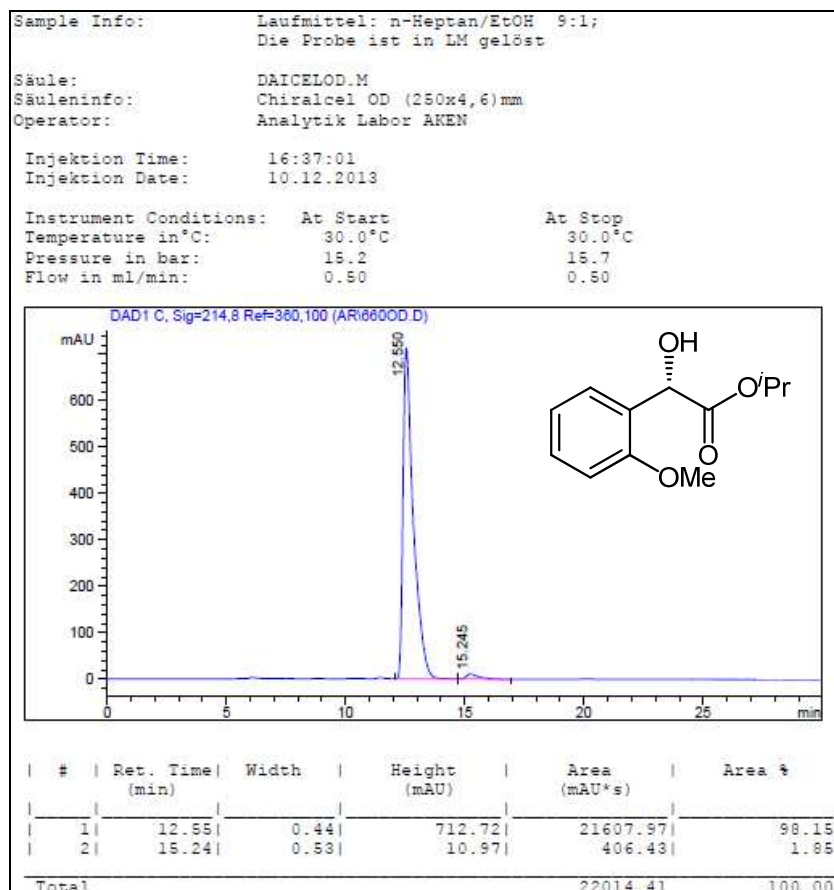 Sample Info: Laufmittel: n-Heptan/EtOH 9:1;
Die Probe ist in LM gelöst
Säule: DAICELOD.M
Säuleninfo: Chiralcel OD (250x4,6)mm
Operator: Analytik Labor AKEN
Injektion Time: 16:37:01
Injektion Date: 10.12.2013
Instrument Conditions: At Start At Stop
Temperature in°C: 30.0°C 30.0°C
Pressure in bar: 15.2 15.7
Flow in ml/min: 0.50 0.50
DAD1 C, Sig=214,8 Ref=360,100 (AR\660OD.D)
mAU
600
500
400
300
200
100
0
12.550
15.245
OH
OiPr
O
OMe
0 5 10 15 20 25 min
| # | Ret. Time| Width | Height | Area | Area %
(min) (mAU) (mAU*s)
| 1| 12.55| 0.44| 712.72| 21607.97| 98.15
| 2| 15.24| 0.53| 10.97| 406.43| 1.85
Total 22014.41 100.00